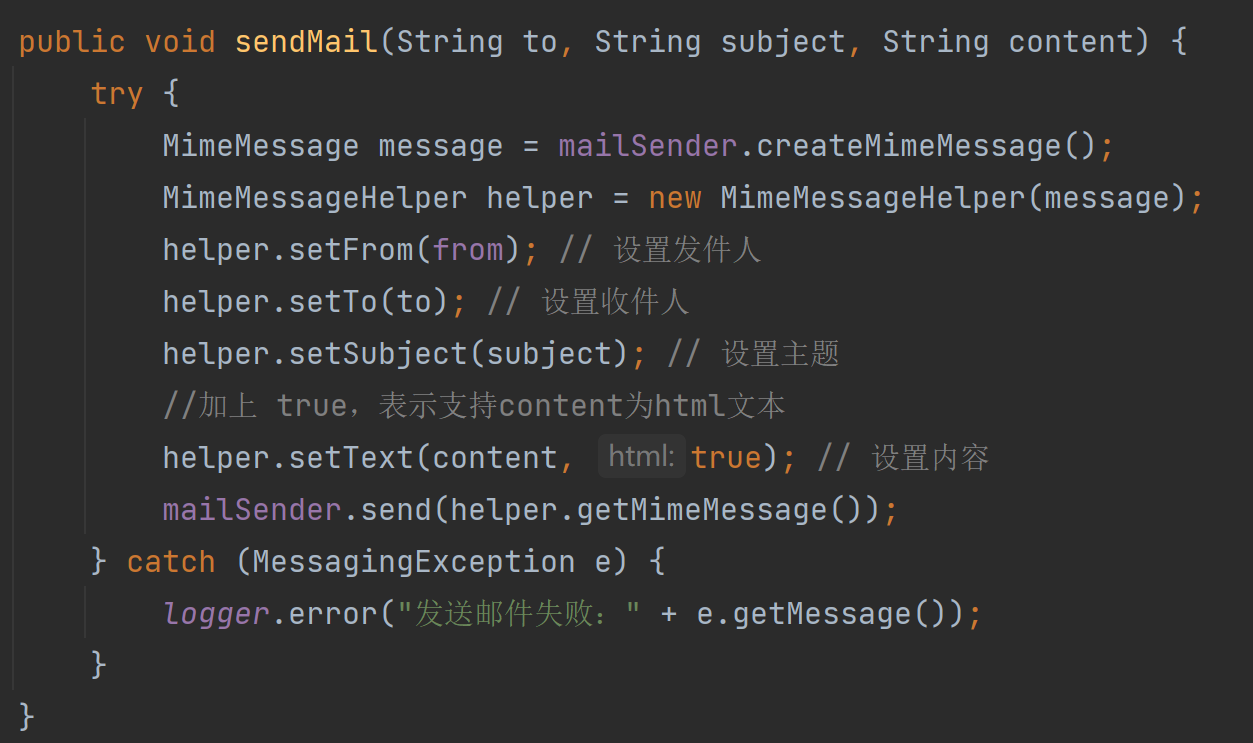 public void sendMail(String to, String subject, String content) {
try {
MimeMessage message = mailSender.createMimeMessage();
MimeMessageHelper helper = new MimeMessageHelper(message);
helper.setFrom(from); // 设置发件人
helper.setTo(to); // 设置收件人
helper.setSubject(subject); // 设置主题
//加上 true，表示支持content为html文本
helper.setText(content, html: true); // 设置内容
mailSender.send(helper.getMimeMessage());
} catch (MessagingException e) {
logger.error("发送邮件失败：" + e.getMessage());
}
}